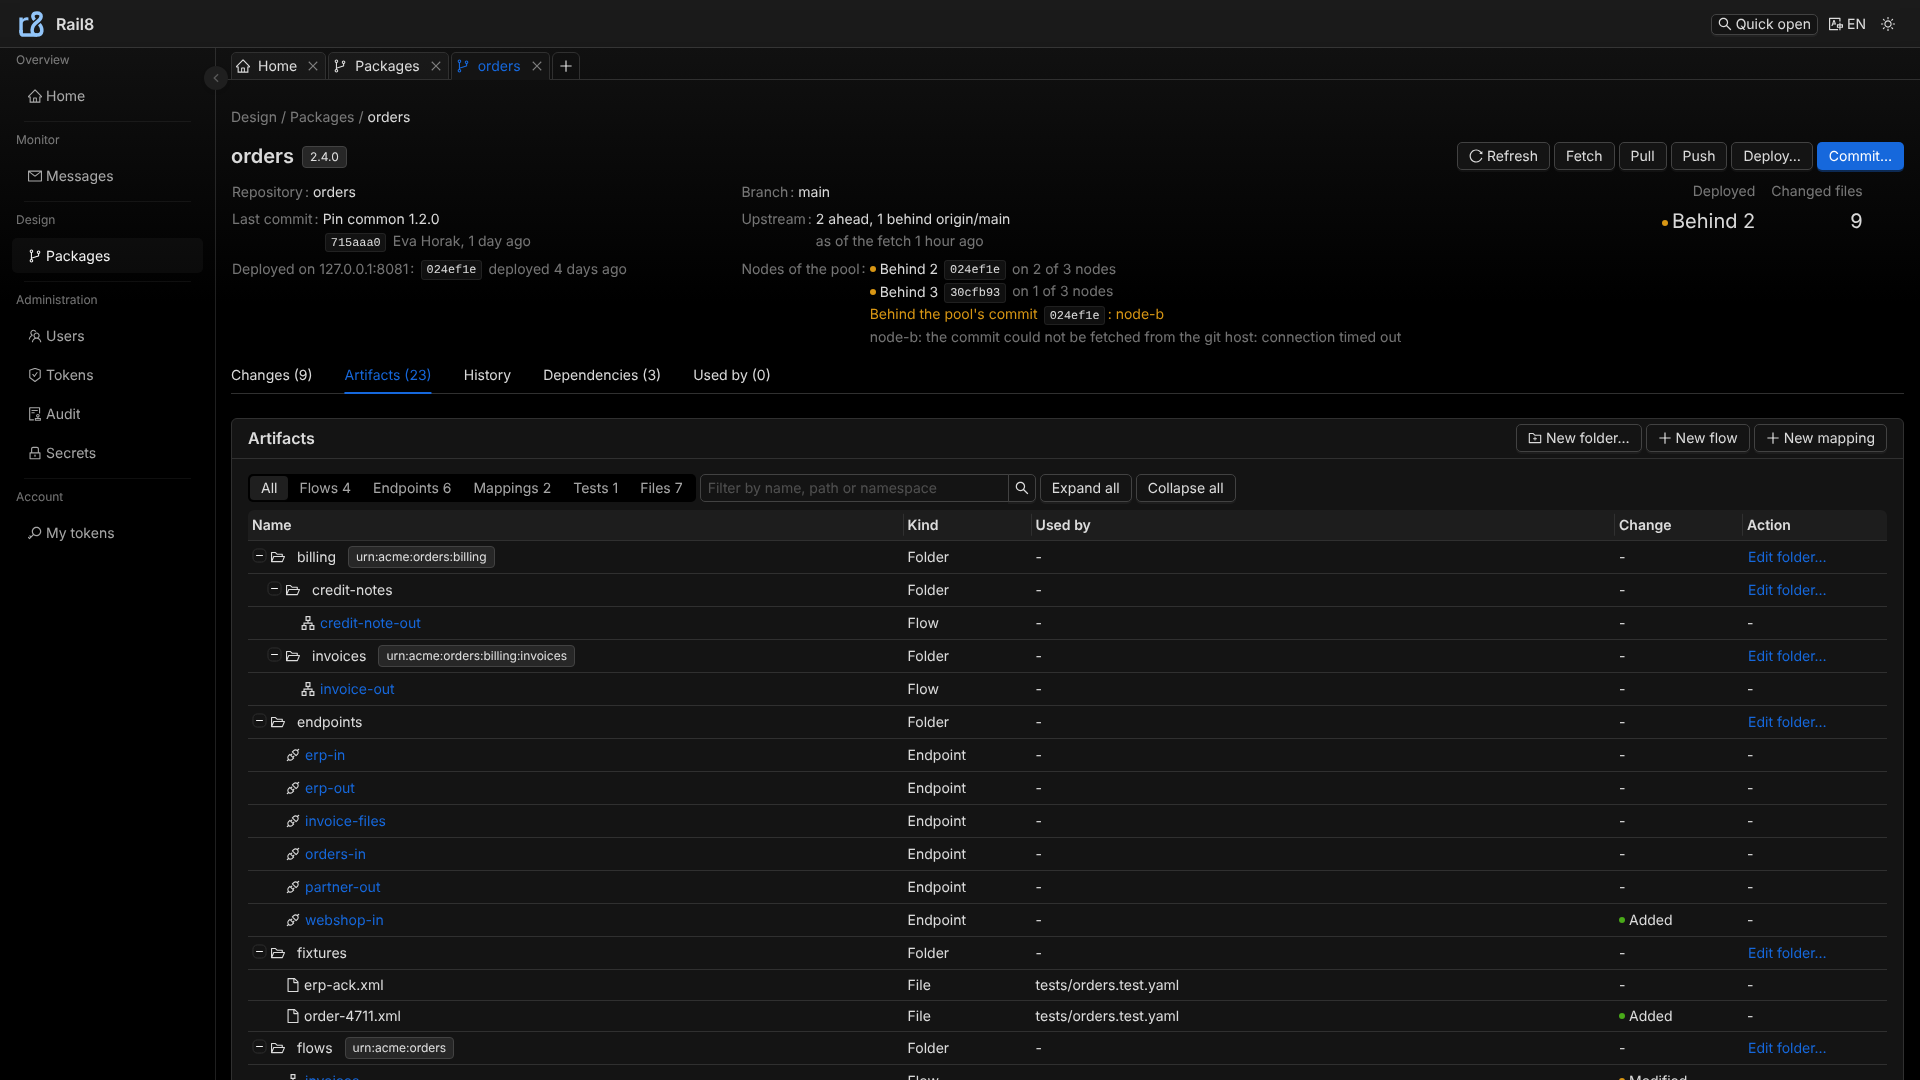 Rail8
Quick open
EN
Overview
Home
Monitor
Messages
Design
Packages
Administration
Users
Tokens
Audit
Secrets
Account
My tokens
Home
Packages
orders
Design / Packages / orders
orders 2.4.0
Refresh
Fetch
Pull
Push
Deploy...
Commit...
Repository: orders
Branch: main
Deployed
Changed files
Last commit: Pin common 1.2.0
Upstream: 2 ahead, 1 behind origin/main
Behind 2
9
715aaa0 Eva Horak, 1 day ago
as of the fetch 1 hour ago
Deployed on 127.0.0.1:8081: 024ef1e deployed 4 days ago
Nodes of the pool: Behind 2 024ef1e on 2 of 3 nodes
Behind 3 30cfb93 on 1 of 3 nodes
Behind the pool's commit 024ef1e : node-b
node-b: the commit could not be fetched from the git host: connection timed out
Changes (9)
Artifacts (23)
History
Dependencies (3)
Used by (0)
Artifacts
New folder...
New flow
New mapping
All
Flows 4
Endpoints 6
Mappings 2
Tests 1
Files 7
Filter by name, path or namespace
Expand all
Collapse all
Name Kind Used by Change Action
billing urn:acme:orders:billing Folder - - Edit folder...
credit-notes Folder - - Edit folder...
credit-note-out Flow - - -
invoices urn:acme:orders:billing:invoices Folder - - Edit folder...
invoice-out Flow - - -
endpoints Folder - - Edit folder...
erp-in Endpoint - - -
erp-out Endpoint - - -
invoice-files Endpoint - - -
orders-in Endpoint - - -
partner-out Endpoint - - -
webshop-in Endpoint - Added -
fixtures Folder - - Edit folder...
erp-ack.xml File tests/orders.test.yaml - -
order-4711.xml File tests/orders.test.yaml Added -
flows urn:acme:orders Folder - - Edit folder...
invoices Flow Modified